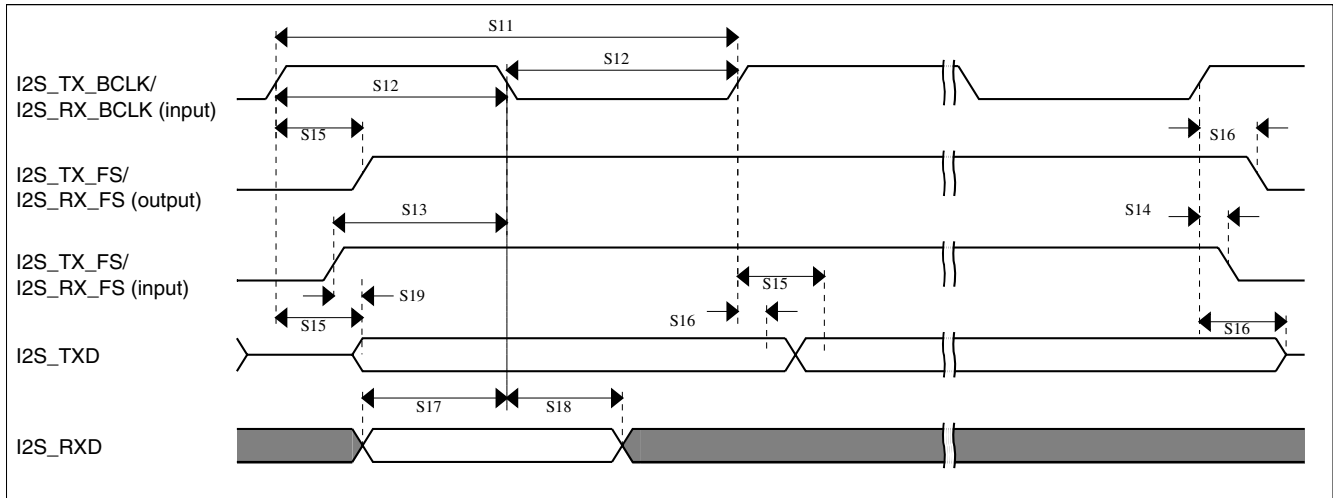 S11
I2S_TX_BCLK/
I2S_RX_BCLK (input)
S12
S12
S15
S16
I2S_TX_FS/
I2S_RX_FS (output)
S13
S14
I2S_TX_FS/
I2S_RX_FS (input)
S19
S15
S15
S16
S16
I2S_TXD
S17
S18
I2S_RXD